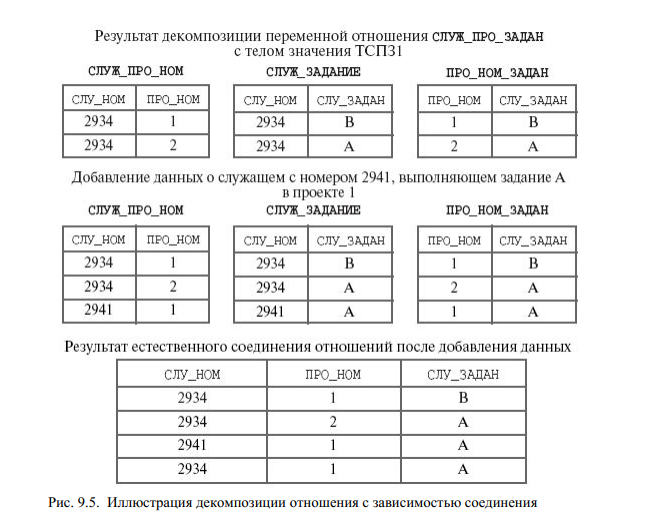 Результат декомпозиции переменной отношения СЛУЖ_ПРО_ЗАДАН
с телом значения ТСПЗ1
СЛУЖ_ПРО_НОМ СЛУЖ_ЗАДАНИЕ ПРО_НОМ_ЗАДАН
СЛУ_НОМ ПРО_НОМ СЛУ_НОМ СЛУ_ЗАДАН ПРО_НОМ СЛУ_ЗАДАН
2934 1 2934 B 1 B
2934 2 2934 A 2 A
Добавление данных о служащем с номером 2941, выполняющем задание A
в проекте 1
СЛУЖ_ПРО_НОМ СЛУЖ_ЗАДАНИЕ ПРО_НОМ_ЗАДАН
СЛУ_НОМ ПРО_НОМ СЛУ_НОМ СЛУ_ЗАДАН ПРО_НОМ СЛУ_ЗАДАН
2934 1 2934 B 1 B
2934 2 2934 A 2 A
2941 1 2941 A 1 A
Результат естественного соединения отношений после добавления данных
СЛУ_НОМ ПРО_НОМ СЛУ_ЗАДАН
2934 1 B
2934 2 A
2941 1 A
2934 1 A
Рис. 9.5. Иллюстрация декомпозиции отношения с зависимостью соединения